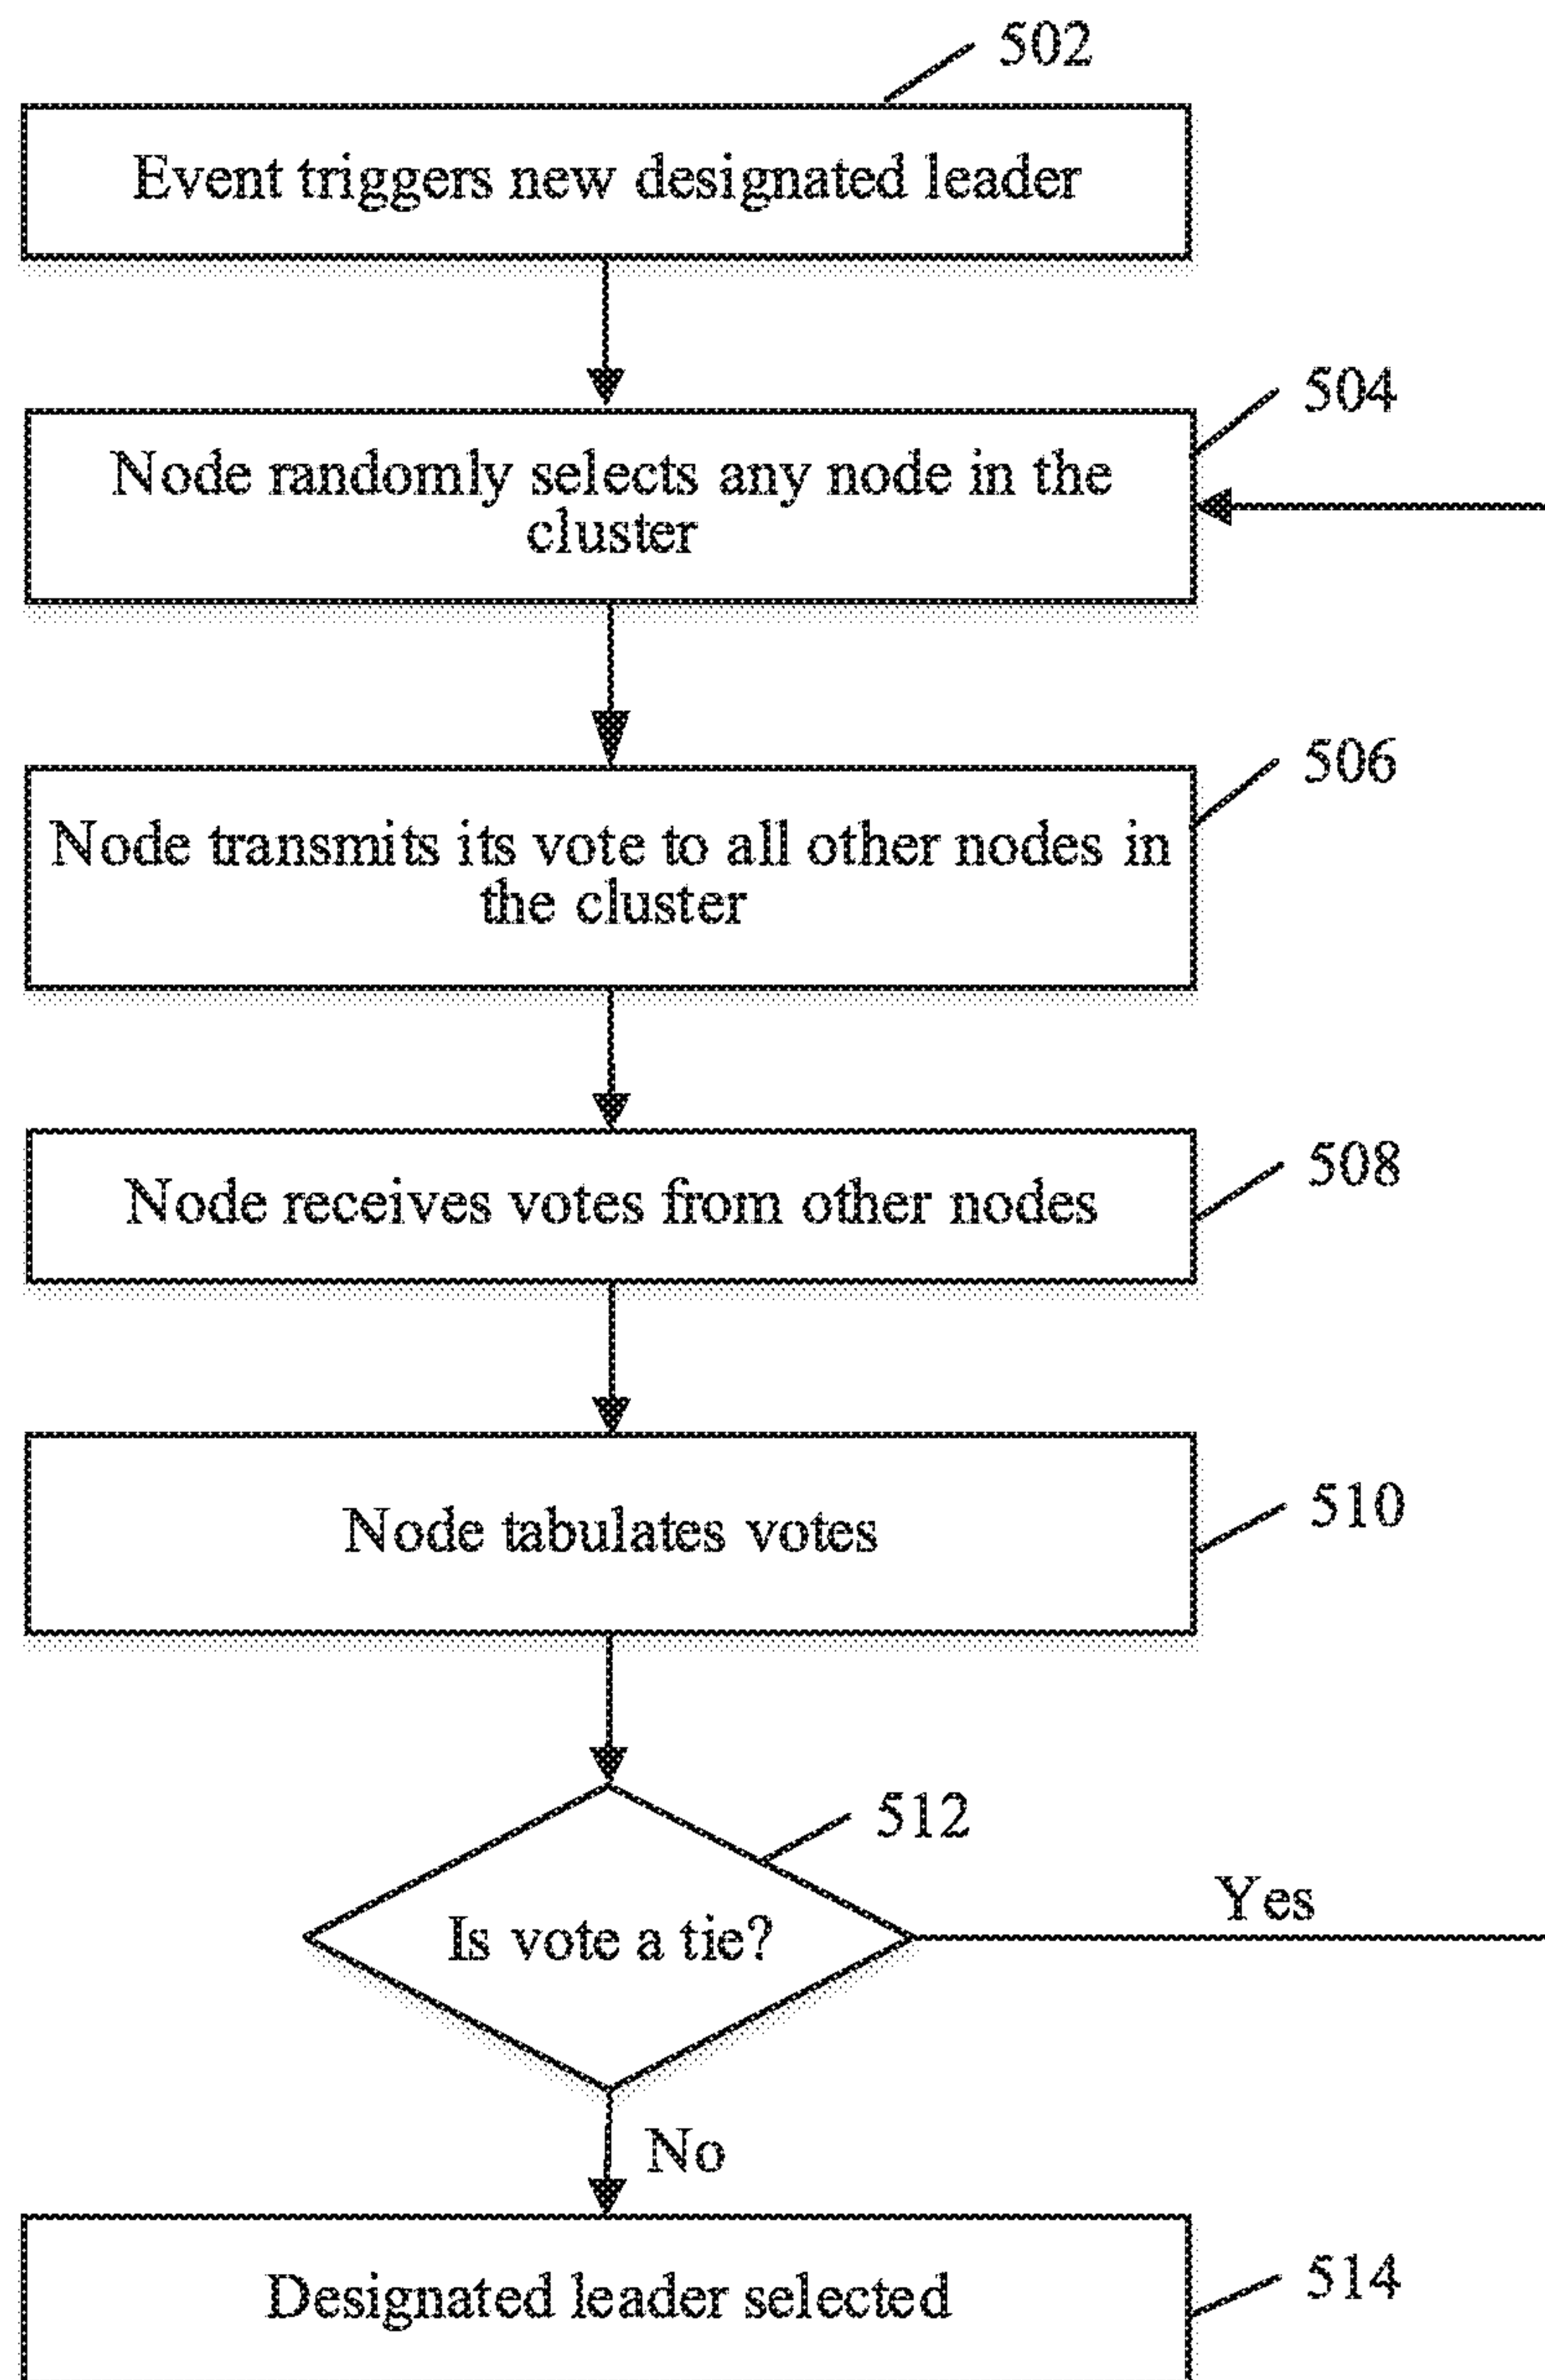 502
Event triggers new designated leader
504
Node randomly selects any node in the
cluster
506
Node transmits its vote to all other nodes in
the cluster
508
Node receives votes from other nodes
510
Node tabulates votes
512
Is vote a tie?
Yes
No
Designated leader selected
514